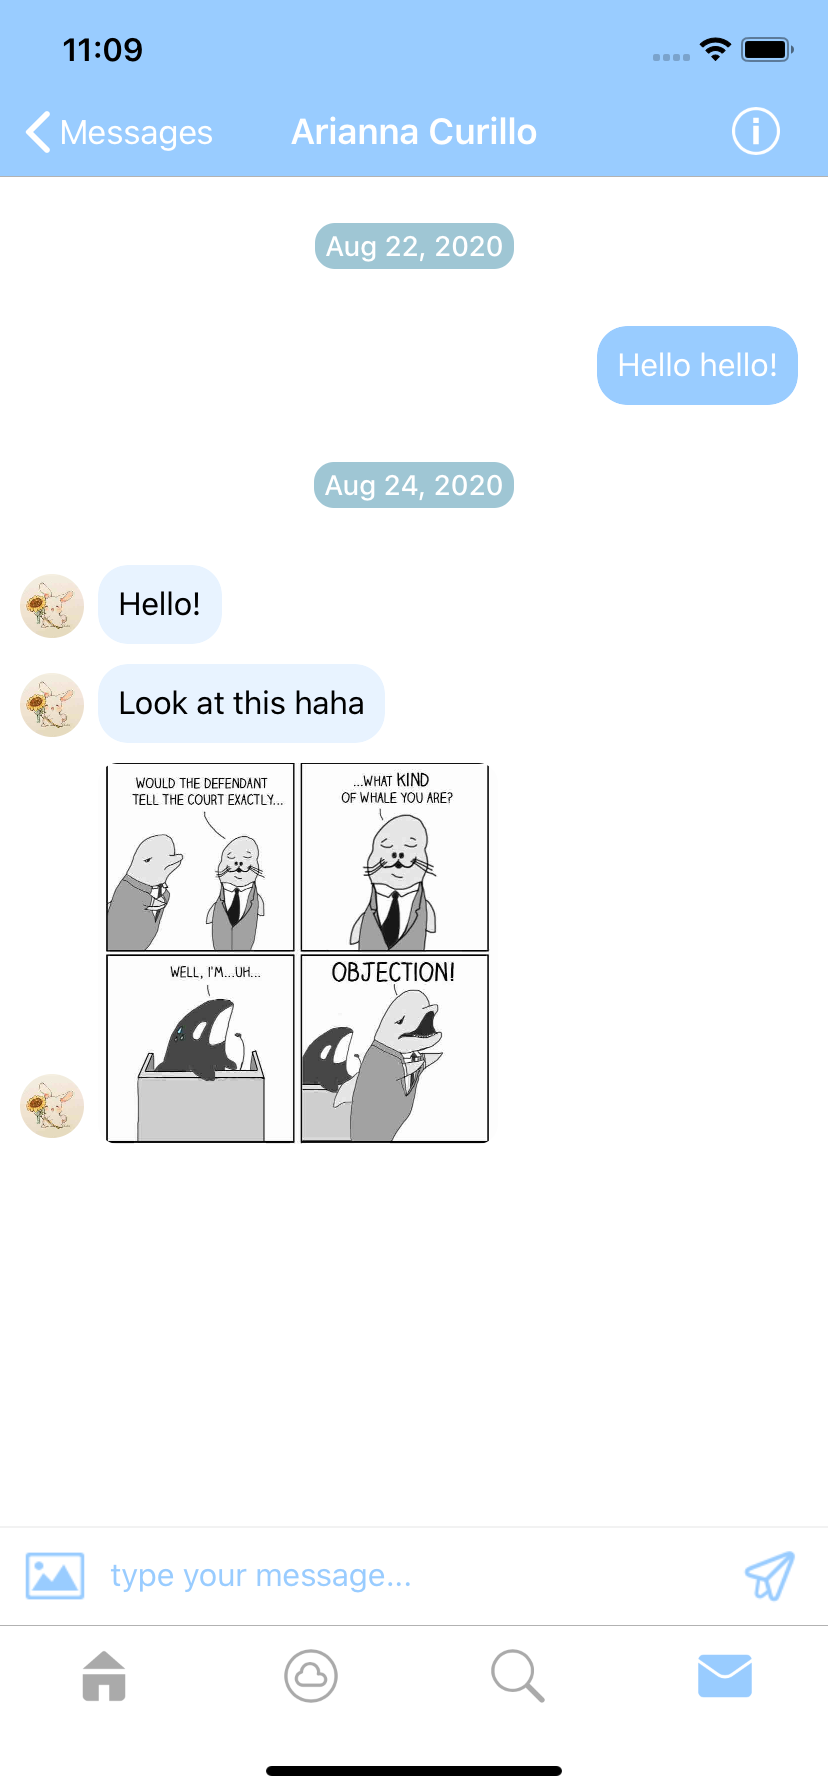 11:09
Messages
Arianna Curillo
Aug 22, 2020
Hello hello!
Aug 24, 2020
Hello!
Look at this haha
WOULD THE DEFENDANT
TELL THE COURT EXACTLY...
...WHAT KIND
OF WHALE YOU ARE?
WELL, I'M...UH...
OBJECTION!
type your message...